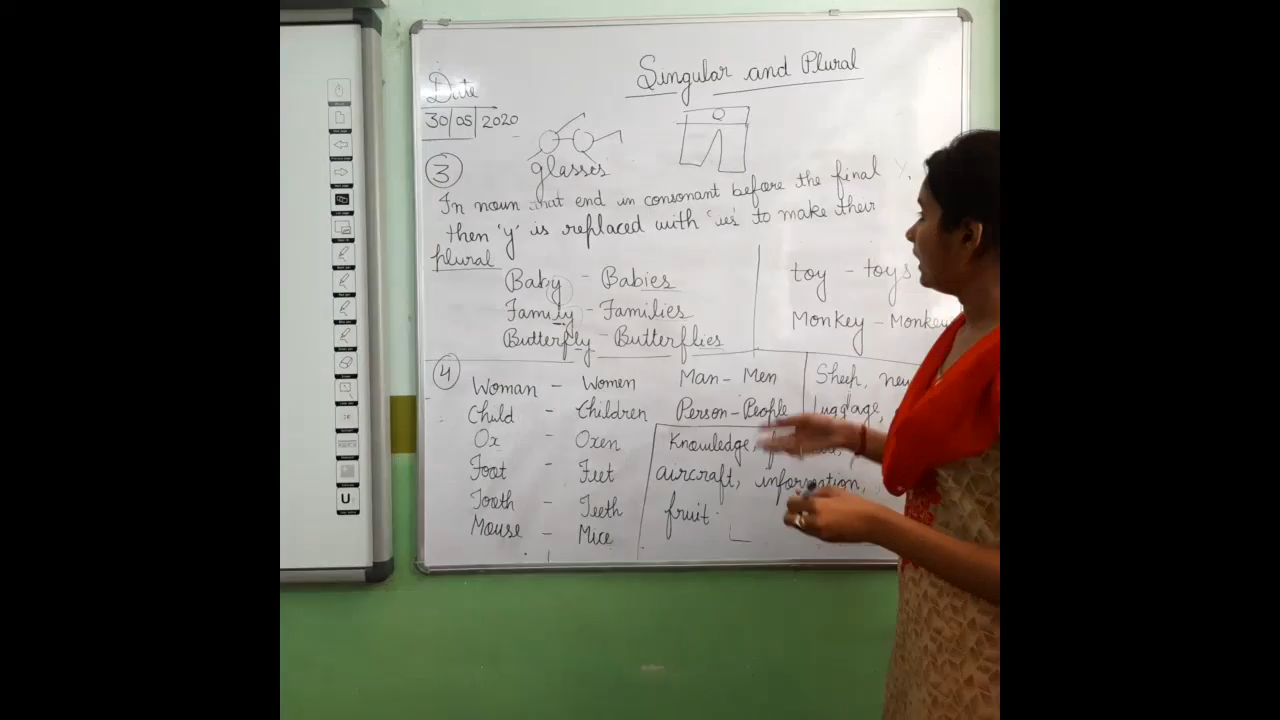 Singular and Plural
Date
30/05/2020
glasses
3
In noun that end in consonant before the final y,
then 'y' is replaced with 'ies' to make their
plural
Baby - Babies
Family - Families
Butterfly - Butterflies
toy - toys
Monkey - Monkey
4
Woman - Women
Child - Children
Ox - Oxen
Foot - Feet
Tooth - Teeth
Mouse - Mice
Man - Men
Person - People
Sheep,
Luggage,
Knowledge,
aircraft, information,
fruit.
U